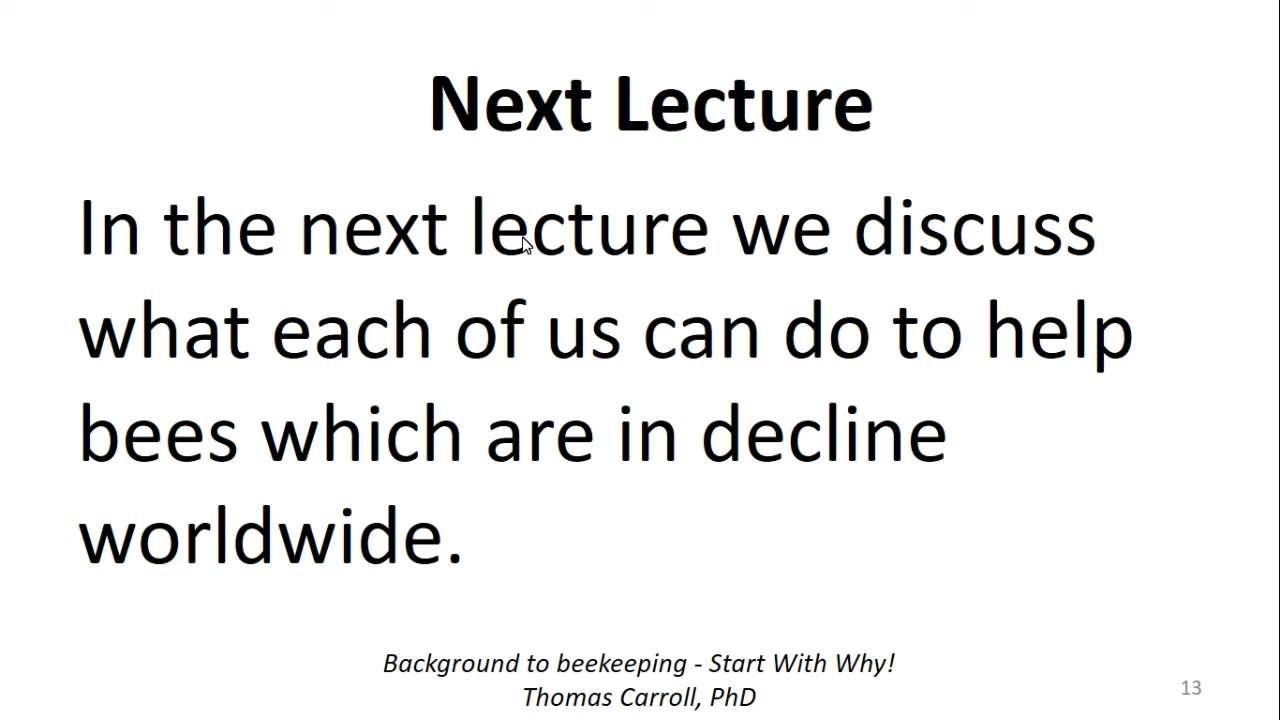 Next Lecture
In the next lecture we discuss
what each of us can do to help
bees which are in decline
worldwide.
Background to beekeeping - Start With Why!
Thomas Carroll, PhD
13